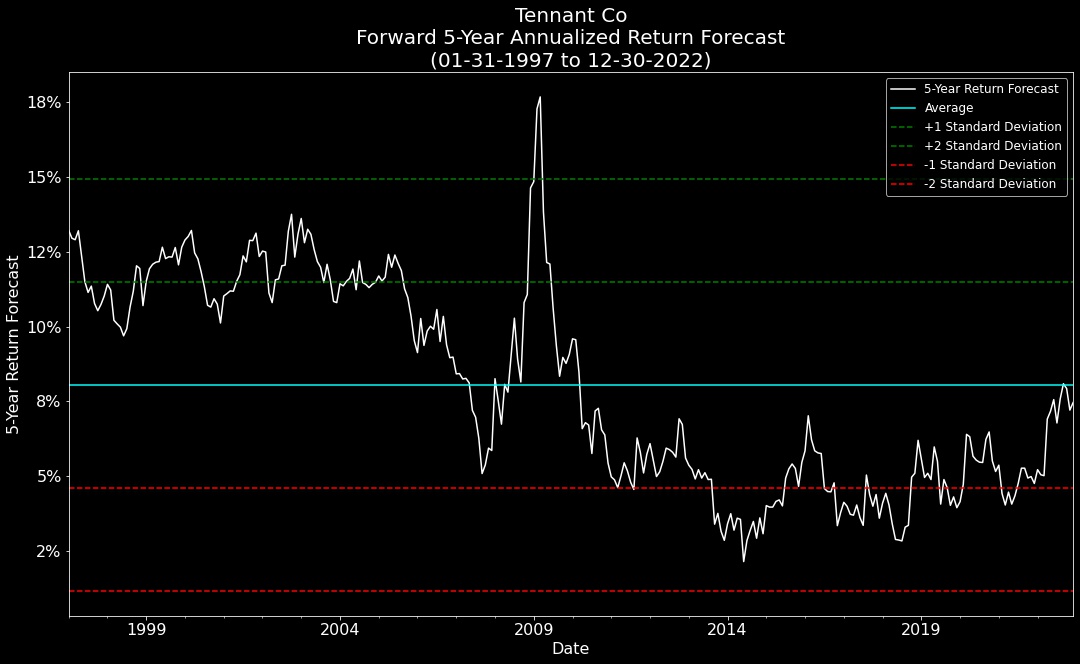 Tennant Co
Forward 5-Year Annualized Return Forecast
(01-31-1997 to 12-30-2022)
5-Year Return Forecast
Average
+1 Standard Deviation
+2 Standard Deviation
-1 Standard Deviation
-2 Standard Deviation
18%
15%
12%
10%
8%
5%
2%
5-Year Return Forecast
1999
2004
2009
2014
2019
Date